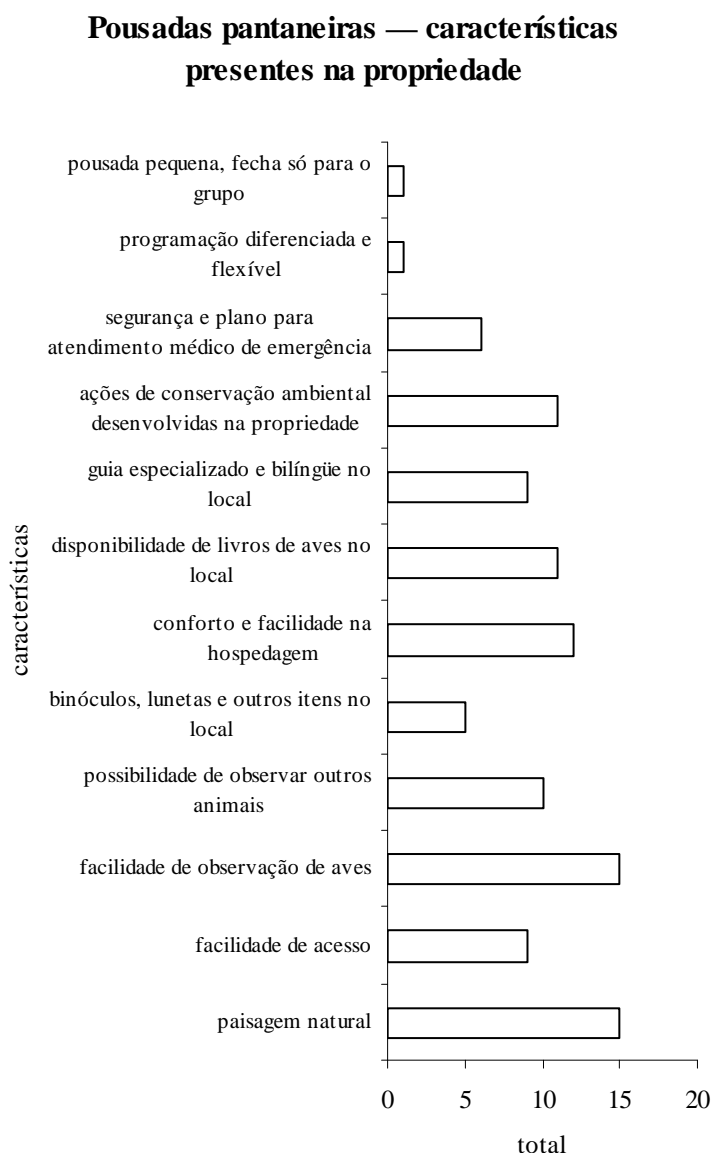 Pousadas pantaneiras — características
presentes na propriedade
pousada pequena, fecha só para o
grupo
programação diferenciada e
flexível
segurança e plano para
atendimento médico de emergência
ações de conservação ambiental
desenvolvidas na propriedade
guia especializado e bilíngüe no
local
disponibilidade de livros de aves no
local
conforto e facilidade na
hospedagem
binóculos, lunetas e outros itens no
local
possibilidade de observar outros
animais
facilidade de observação de aves
facilidade de acesso
paisagem natural
características
0 5 10 15 20
total